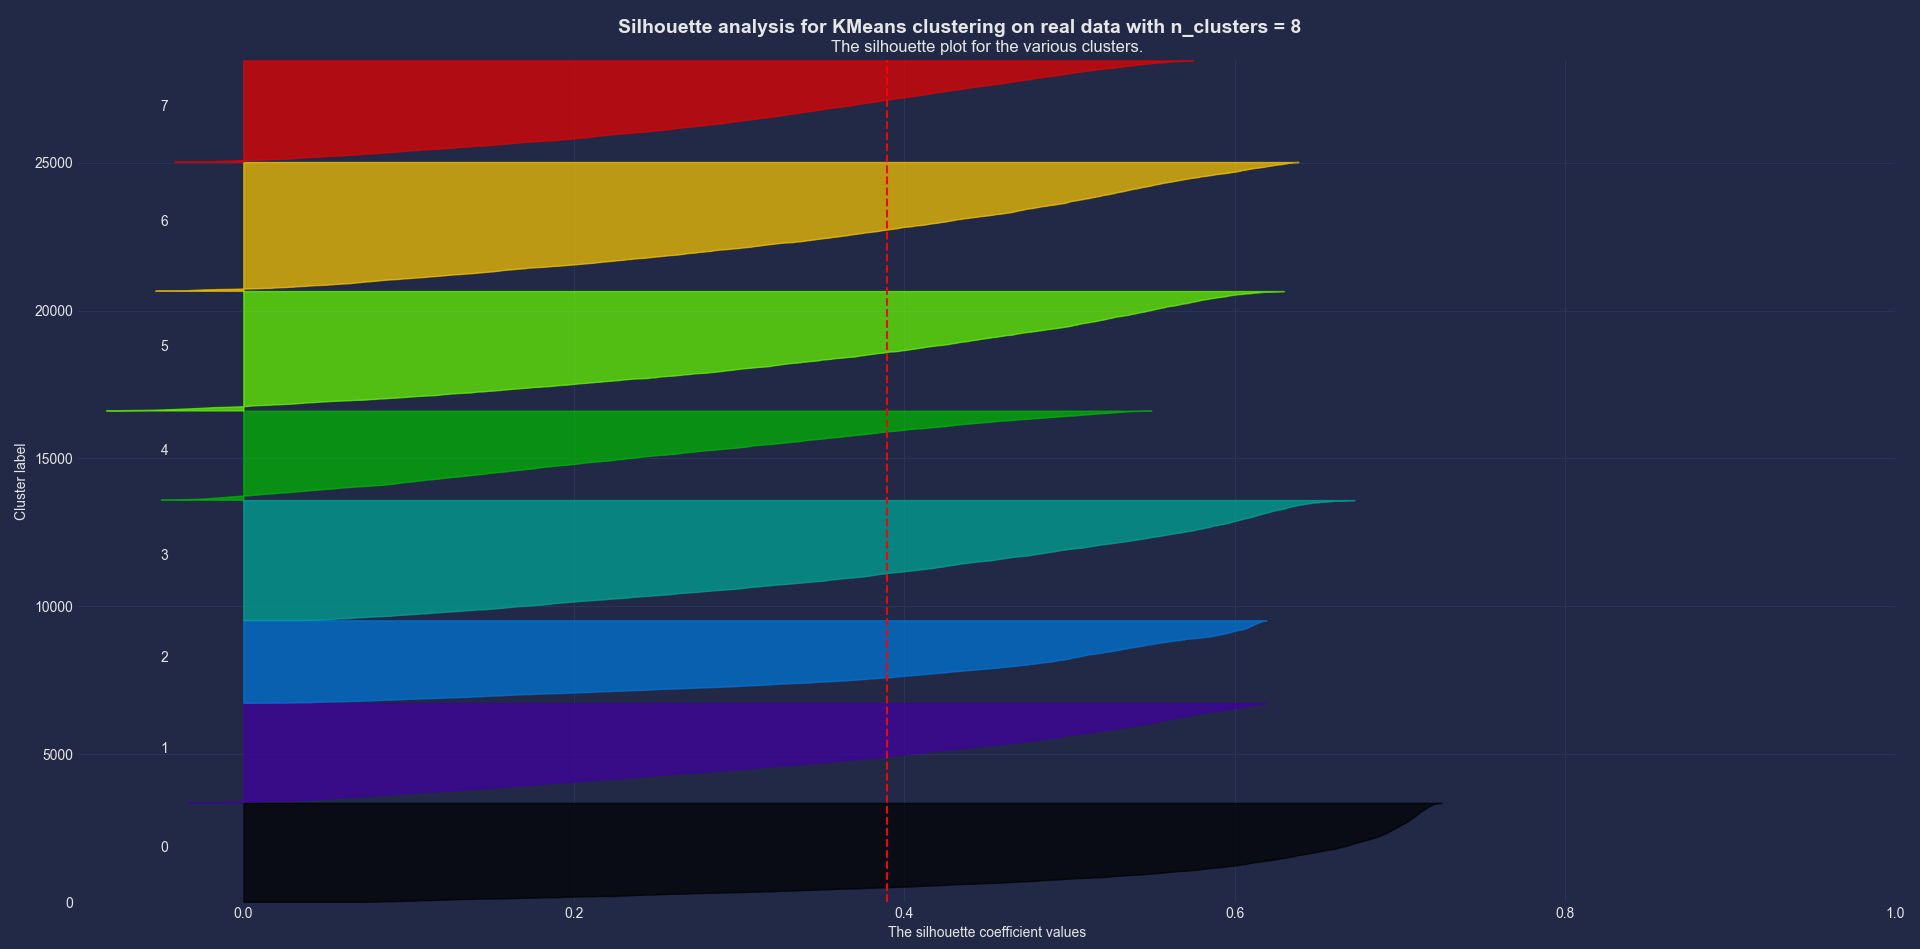 Silhouette analysis for KMeans clustering on real data with n_clusters = 8
The silhouette plot for the various clusters.
7
25000
6
20000
5
4
15000
Cluster label
3
10000
2
1
5000
0
0
0.0 0.2 0.4 0.6 0.8 1.0
The silhouette coefficient values